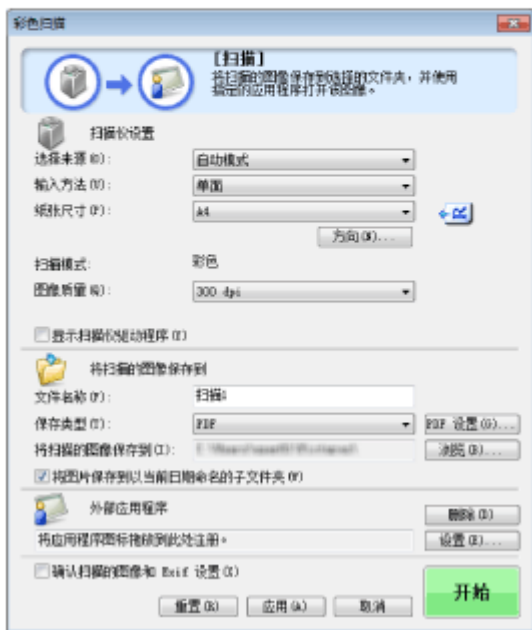 彩色扫描
[扫描]
将扫描的图像保存到选择的文件夹，并使用
指定的应用程序打开该图像。
扫描仪设置
选择来源(O)： 自动模式
输入方法(U)： 单面
纸张尺寸(P)： A4
方向(N)...
扫描模式： 彩色
图像质量(Q)： 300 dpi
显示扫描仪驱动程序(Y)
将扫描的图像保存到
文件名称(F)： 扫描
保存类型(T)： PDF PDF 设置(G)...
将扫描的图像保存到(I)： 浏览(B)...
将图片保存到以当前日期命名的子文件夹(W)
外部应用程序
删除(D)
将应用程序图标拖放到此处注册。 设置(E)...
确认扫描的图像和 Exif 设置(X)
开始
重置(R) 应用(A) 取消